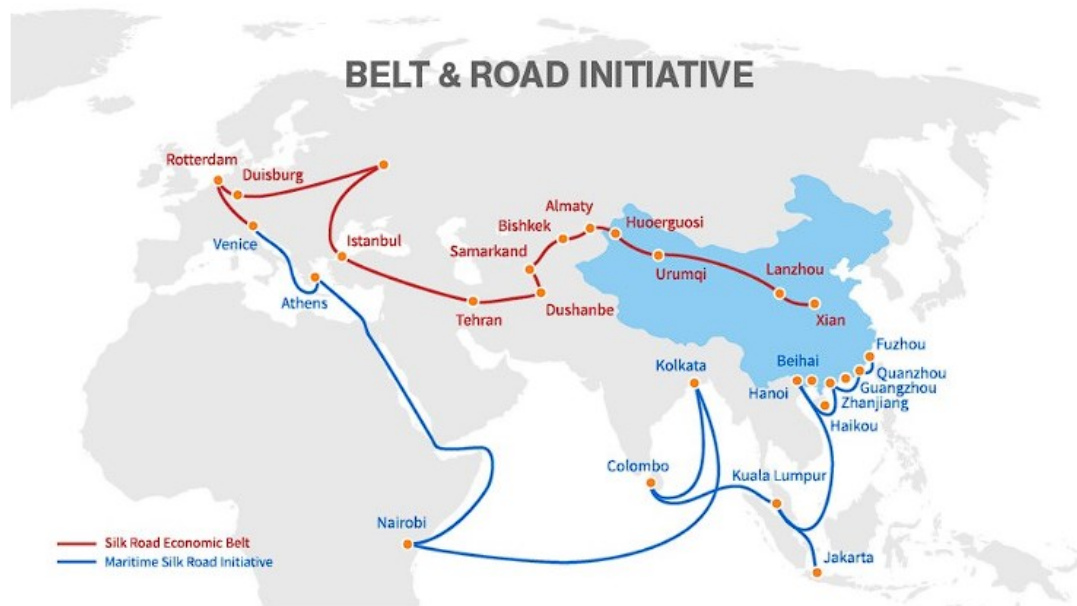 BELT & ROAD INITIATIVE
Rotterdam
Duisburg
Venice
Istanbul
Athens
Tehran
Samarkand
Dushanbe
Bishkek
Almaty
Huoerguosi
Urumqi
Lanzhou
Xian
Fuzhou
Quanzhou
Guangzhou
Zhanjiang
Haikou
Beihai
Hanoi
Kolkata
Colombo
Kuala Lumpur
Jakarta
Nairobi
Silk Road Economic Belt
Maritime Silk Road Initiative